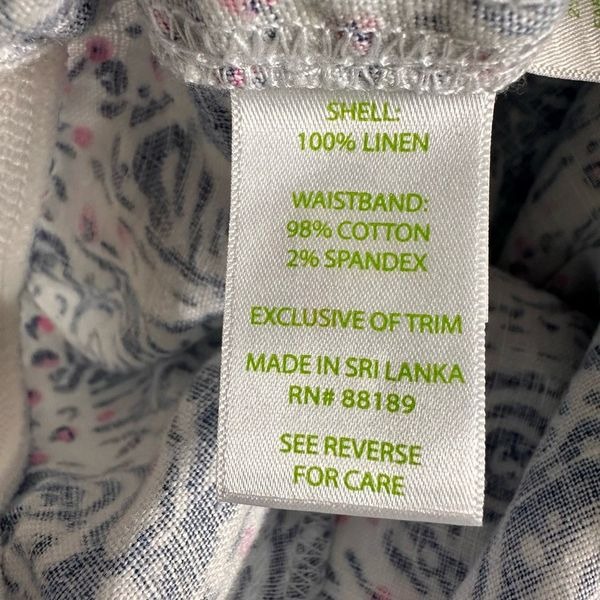 SHELL:
100% LINEN
WAISTBAND:
98% COTTON
2% SPANDEX
EXCLUSIVE OF TRIM
MADE IN SRI LANKA
RN# 88189
SEE REVERSE
FOR CARE